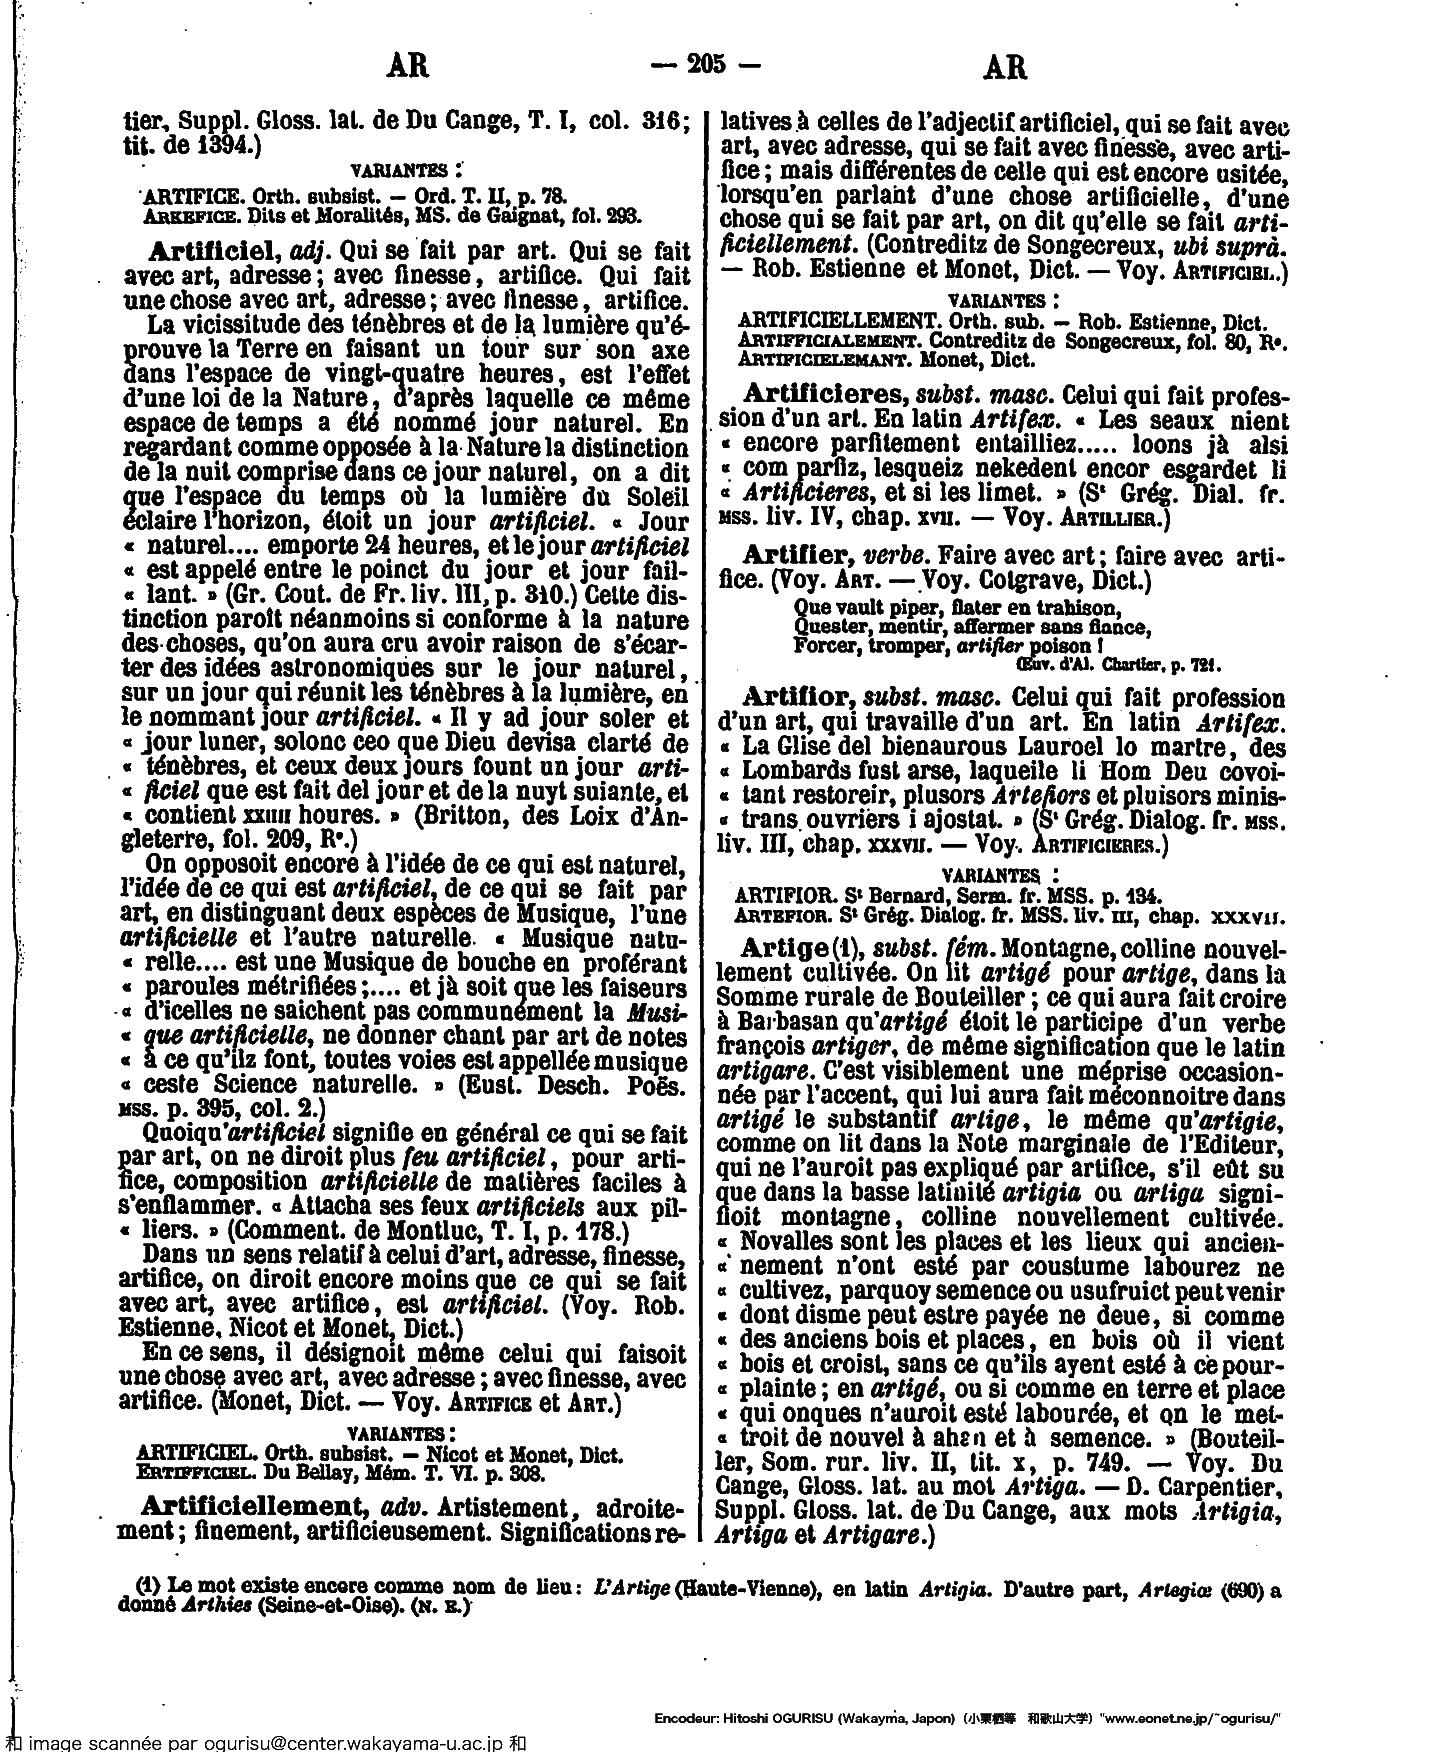 AR — 205 — AR
tier, Suppl. Gloss. lat. de Du Cange, T. I, col. 316;
tit. de 1394.)
VARIANTES :
ARTIFICE. Orth. subsist. — Ord. T. II, p. 78.
ARKEFICE. Dits et Moralités, MS. de Gaignat, fol. 293.
Artificiel, adj. Qui se fait par art. Qui se fait
avec art, adresse ; avec finesse, artifice. Qui fait
une chose avec art, adresse ; avec finesse, artifice.
La vicissitude des ténèbres et de la lumière qu'é-
prouve la Terre en faisant un tour sur son axe
dans l'espace de vingt-quatre heures, est l'effet
d'une loi de la Nature, d'après laquelle ce même
espace de temps a été nommé jour naturel. En
regardant comme opposée à la Nature la distinction
de la nuit comprise dans ce jour naturel, on a dit
que l'espace du temps où la lumière du Soleil
éclaire l'horizon, étoit un jour artificiel. « Jour
« naturel.... emporte 24 heures, et le jour artificiel
« est appelé entre le poinct du jour et jour fail-
« lant. » (Gr. Cout. de Fr. liv. III, p. 310.) Cette dis-
tinction paroît néanmoins si conforme à la nature
des choses, qu'on aura cru avoir raison de s'écar-
ter des idées astronomiques sur le jour naturel,
sur un jour qui réunit les ténèbres à la lumière, en
le nommant jour artificiel. « Il y ad jour soler et
« jour luner, solonc ceo que Dieu devisa clarté de
« ténèbres, et ceux deux jours fount un jour arti-
« ficiel que est fait del jour et de la nuyt suiante, et
« contient XXIIII houres. » (Britton, des Loix d'An-
gleterre, fol. 209, R°.)
On opposoit encore à l'idée de ce qui est naturel,
l'idée de ce qui est artificiel, de ce qui se fait par
art, en distinguant deux espèces de Musique, l'une
artificielle et l'autre naturelle. « Musique natu-
« relle.... est une Musique de bouche en proférant
« paroules métrifiées ;.... et jà soit que les faiseurs
« d'icelles ne saichent pas communément la Musi-
« que artificielle, ne donner chant par art de notes
« à ce qu'ilz font, toutes voies est appellée musique
« ceste Science naturelle. » (Eust. Desch. Poës.
MSS. p. 395, col. 2.)
Quoiqu'artificiel signifie en général ce qui se fait
par art, on ne diroit plus feu artificiel, pour arti-
fice, composition artificielle de matières faciles à
s'enflammer. « Attacha ses feux artificiels aux pil-
« liers. » (Comment. de Montluc, T. I, p. 178.)
Dans un sens relatif à celui d'art, adresse, finesse,
artifice, on diroit encore moins que ce qui se fait
avec art, avec artifice, est artificiel. (Voy. Rob.
Estienne, Nicot et Monet, Dict.)
En ce sens, il désignoit même celui qui faisoit
une chose avec art, avec adresse ; avec finesse, avec
artifice. (Monet, Dict. — Voy. ARTIFICE et ART.)
VARIANTES :
ARTIFICIEL. Orth. subsist. — Nicot et Monet, Dict.
ERTIFFICIEL. Du Bellay, Mém. T. VI. p. 308.
Artificiellement, adv. Artistement, adroite-
ment ; finement, artificieusement. Significations re-
latives à celles de l'adjectif artificiel, qui se fait avec
art, avec adresse, qui se fait avec finesse, avec arti-
fice ; mais différentes de celle qui est encore usitée,
lorsqu'en parlant d'une chose artificielle, d'une
chose qui se fait par art, on dit qu'elle se fait arti-
ficiellement. (Contreditz de Songecreux, ubi suprà.
— Rob. Estienne et Monet, Dict. — Voy. ARTIFICIEL.)
VARIANTES :
ARTIFICIELLEMENT. Orth. sub. — Rob. Estienne, Dict.
ARTIFFICIALEMENT. Contreditz de Songecreux, fol. 80, R°.
ARTIFICIELEMANT. Monet, Dict.
Artificieres, subst. masc. Celui qui fait profes-
sion d'un art. En latin Artifex. « Les seaux nient
« encore parfitement entailliez..... loons jà alsi
« com parfiz, lesqueiz nekedent encor esgardet li
« Artificieres, et si les limet. » (St Grég. Dial. fr.
MSS. liv. IV, chap. XVII. — Voy. ARTILLIER.)
Artifier, verbe. Faire avec art ; faire avec arti-
fice. (Voy. ART. — Voy. Cotgrave, Dict.)
Que vault piper, flater en trahison,
Quester, mentir, affermer sans fiance,
Forcer, tromper, artifier poison !
Œuv. d'Al. Chartier, p. 721.
Artifior, subst. masc. Celui qui fait profession
d'un art, qui travaille d'un art. En latin Artifex.
« La Glise del bienaurous Lauroel lo martre, des
« Lombards fust arse, laqueile li Hom Deu covoi-
« tant restoreir, plusors Artefiors et pluisors minis-
« trans ouvriers i ajostat. » (St Grég. Dialog. fr. MSS.
liv. III, chap. XXXVII. — Voy. ARTIFICIERES.)
VARIANTES :
ARTIFIOR. St Bernard, Serm. fr. MSS. p. 134.
ARTEFIOR. St Grég. Dialog. fr. MSS. liv. III, chap. XXXVII.
Artige (1), subst. fém. Montagne, colline nouvel-
lement cultivée. On lit artigé pour artige, dans la
Somme rurale de Bouteiller ; ce qui aura fait croire
à Barbasan qu'artigé étoit le participe d'un verbe
françois artiger, de même signification que le latin
artigare. C'est visiblement une méprise occasion-
née par l'accent, qui lui aura fait méconnoitre dans
artigé le substantif artige, le même qu'artigie,
comme on lit dans la Note marginale de l'Editeur,
qui ne l'auroit pas expliqué par artifice, s'il eût su
que dans la basse latinité artigia ou artiga signi-
fioit montagne, colline nouvellement cultivée.
« Novalles sont les places et les lieux qui ancien-
« nement n'ont esté par coustume labourez ne
« cultivez, parquoy semence ou usufruict peut venir
« dont disme peut estre payée ne deue, si comme
« des anciens bois et places, en bois où il vient
« bois et croist, sans ce qu'ils ayent esté à ce pour-
« plainte ; en artigé, ou si comme en terre et place
« qui onques n'auroit esté labourée, et on le met-
« troit de nouvel à ahan et à semence. » (Bouteil-
ler, Som. rur. liv. II, tit. x, p. 749. — Voy. Du
Cange, Gloss. lat. au mot Artiga. — D. Carpentier,
Suppl. Gloss. lat. de Du Cange, aux mots Artigia,
Artiga et Artigare.)
(1) Le mot existe encore comme nom de lieu : L'Artige (Haute-Vienne), en latin Artigia. D'autre part, Artegiæ (690) a
donné Arthies (Seine-et-Oise). (N. E.)
Encodeur: Hitoshi OGURISU (Wakayma, Japon) (小栗栖等 和歌山大学) "www.eonet.ne.jp/~ogurisu/"
和 image scannée par ogurisu@center.wakayama-u.ac.jp 和